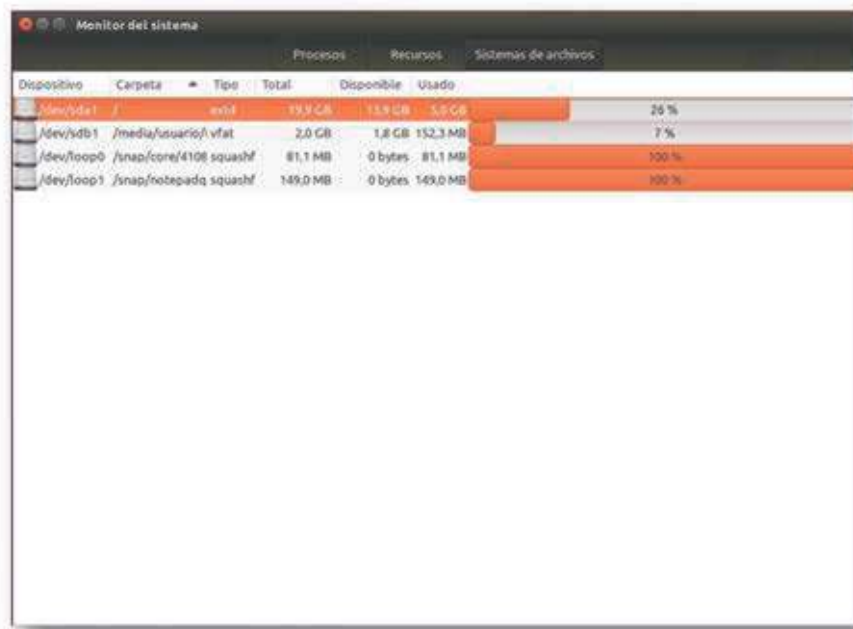 Monitor del sistema
Procesos Recursos Sistemas de archivos
Dispositivo Carpeta Tipo Total Disponible Usado
/dev/sda1 / ext4 19,9 GB 13,9 GB 5,0 GB 26 %
/dev/sdb1 /media/usuario/\ vfat 2,0 GB 1,8 GB 152,3 MB 7 %
/dev/loop0 /snap/core/4108 squashf 81,1 MB 0 bytes 81,1 MB 100 %
/dev/loop1 /snap/notepadq squashf 149,0 MB 0 bytes 149,0 MB 100 %